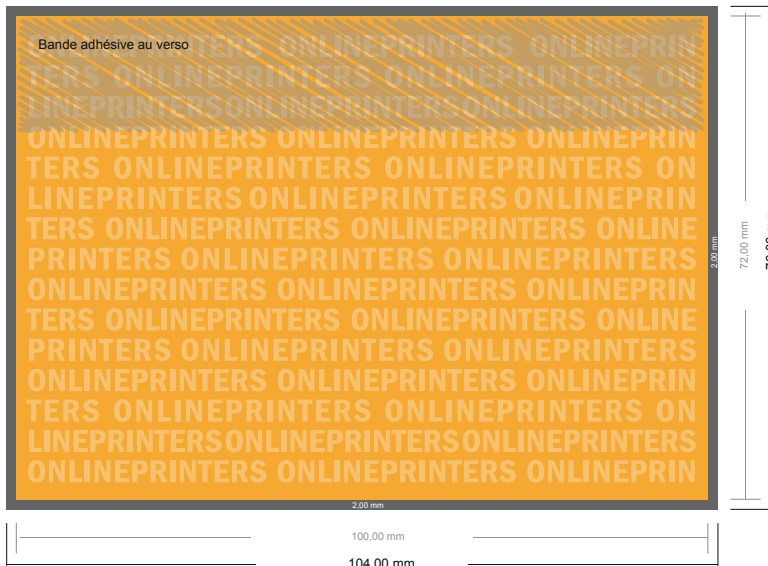 Bande adhésive au verso
ONLINEPRINTERS ONLINEPRINTERS ONLINEPRIN
TERS ONLINEPRINTERS ONLINEPRINTERS ON
LINEPRINTERSONLINEPRINTERSONLINEPRINTERS
ONLINEPRINTERS ONLINEPRINTERS ONLINEPRIN
TERS ONLINEPRINTERS ONLINEPRINTERS ON
LINEPRINTERS ONLINEPRINTERS ONLINEPRIN
TERS ONLINEPRINTERS ONLINEPRINTERS ONLINE
PRINTERS ONLINEPRINTERS ONLINEPRINTERS
ONLINEPRINTERS ONLINEPRINTERS ONLINEPRIN
TERS ONLINEPRINTERS ONLINEPRINTERS ONLINE
PRINTERS ONLINEPRINTERS ONLINEPRINTERS
ONLINEPRINTERS ONLINEPRINTERS ONLINEPRIN
TERS ONLINEPRINTERS ONLINEPRINTERS ON
LINEPRINTERSONLINEPRINTERSONLINEPRINTERS
ONLINEPRINTERS ONLINEPRINTERS ONLINEPRIN
2,00 mm
72,00 mm
2,00 mm
100,00 mm
104,00 mm